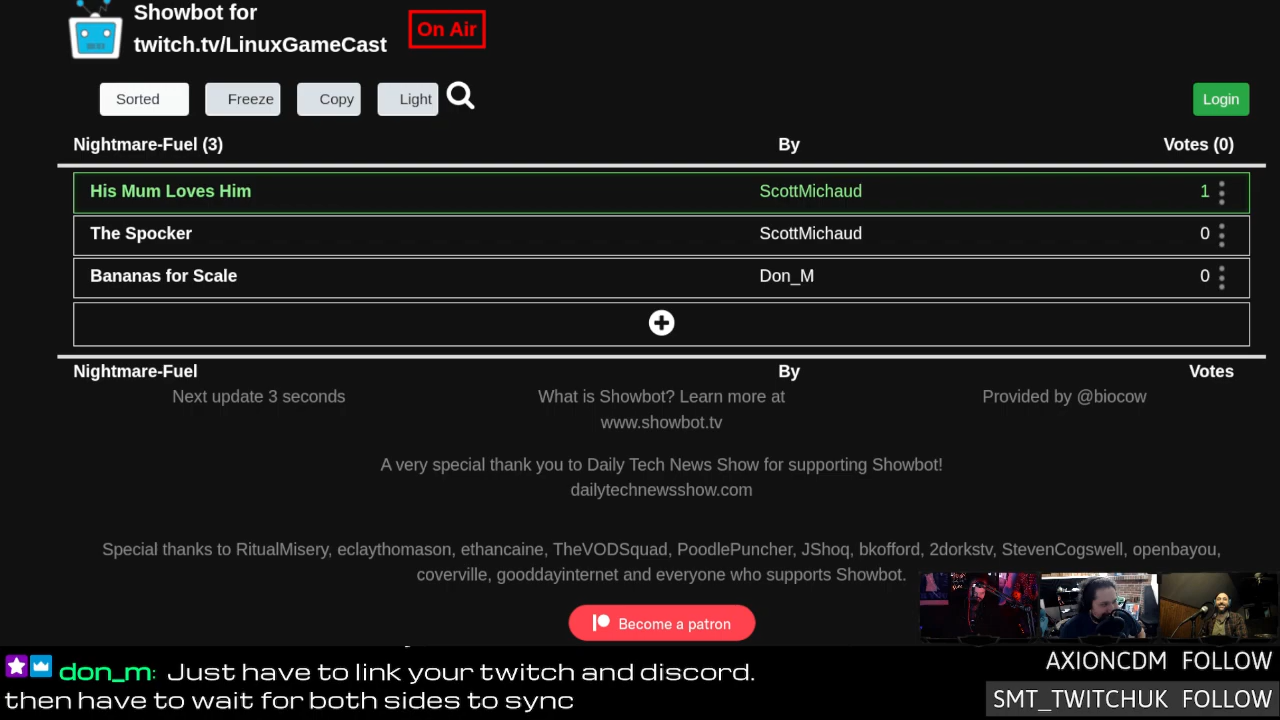 Showbot for
twitch.tv/LinuxGameCast
On Air
Sorted Freeze Copy Light
Login
Nightmare-Fuel (3) By Votes (0)
His Mum Loves Him ScottMichaud 1
The Spocker ScottMichaud 0
Bananas for Scale Don_M 0
Nightmare-Fuel By Votes
Next update 3 seconds
What is Showbot? Learn more at
www.showbot.tv
Provided by @biocow
A very special thank you to Daily Tech News Show for supporting Showbot!
dailytechnewsshow.com
Special thanks to RitualMisery, eclaythomason, ethancaine, TheVODSquad, PoodlePuncher, JShoq, bkofford, 2dorkstv, StevenCogswell, openbayou,
coverville, gooddayinternet and everyone who supports Showbot.
Become a patron
don_m: Just have to link your twitch and discord.
then have to wait for both sides to sync
AXIONCDM FOLLOW
SMT_TWITCHUK FOLLOW